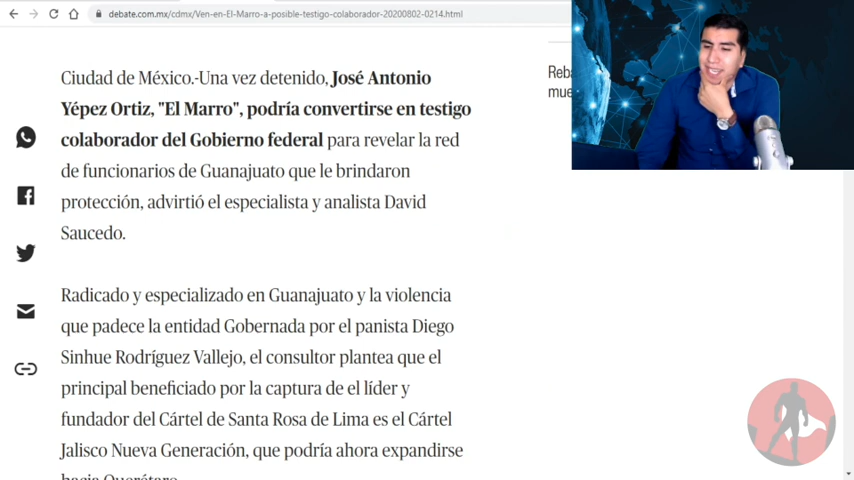 debate.com.mx/cdmx/Ven-en-El-Marro-a-posible-testigo-colaborador-20200802-0214.html
Ciudad de México.-Una vez detenido, José Antonio
Yépez Ortiz, "El Marro", podría convertirse en testigo
colaborador del Gobierno federal para revelar la red
de funcionarios de Guanajuato que le brindaron
protección, advirtió el especialista y analista David
Saucedo.
Radicado y especializado en Guanajuato y la violencia
que padece la entidad Gobernada por el panista Diego
Sinhue Rodríguez Vallejo, el consultor plantea que el
principal beneficiado por la captura de el líder y
fundador del Cártel de Santa Rosa de Lima es el Cártel
Jalisco Nueva Generación, que podría ahora expandirse
hacia Querétaro.